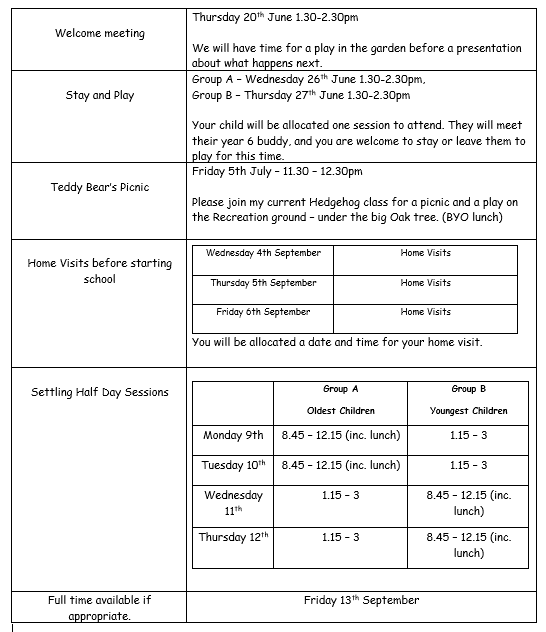 Welcome meeting
Thursday 20th June 1.30-2.30pm
We will have time for a play in the garden before a presentation
about what happens next.
Stay and Play
Group A – Wednesday 26th June 1.30-2.30pm,
Group B – Thursday 27th June 1.30-2.30pm
Your child will be allocated one session to attend. They will meet
their year 6 buddy, and you are welcome to stay or leave them to
play for this time.
Teddy Bear's Picnic
Friday 5th July – 11.30 – 12.30pm
Please join my current Hedgehog class for a picnic and a play on
the Recreation ground – under the big Oak tree. (BYO lunch)
Home Visits before starting
school
Wednesday 4th September Home Visits
Thursday 5th September Home Visits
Friday 6th September Home Visits
You will be allocated a date and time for your home visit.
Settling Half Day Sessions
Group A Group B
Oldest Children Youngest Children
Monday 9th 8.45 – 12.15 (inc. lunch) 1.15 – 3
Tuesday 10th 8.45 – 12.15 (inc. lunch) 1.15 – 3
Wednesday 1.15 – 3 8.45 – 12.15 (inc.
11th lunch)
Thursday 12th 1.15 – 3 8.45 – 12.15 (inc.
lunch)
Full time available if
appropriate.
Friday 13th September